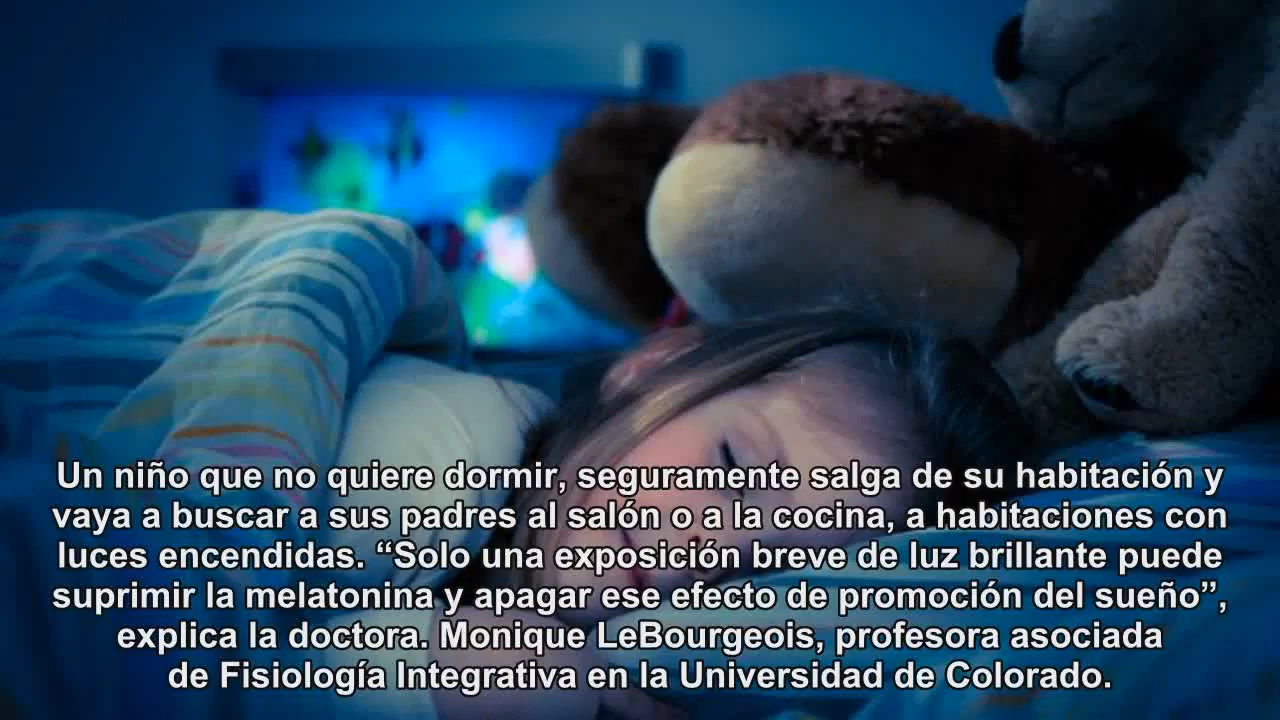 Un niño que no quiere dormir, seguramente salga de su habitación y
vaya a buscar a sus padres al salón o a la cocina, a habitaciones con
luces encendidas. “Solo una exposición breve de luz brillante puede
suprimir la melatonina y apagar ese efecto de promoción del sueño”,
explica la doctora. Monique LeBourgeois, profesora asociada
de Fisiología Integrativa en la Universidad de Colorado.